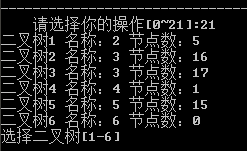 请选择你的操作[0~21]:21
二叉树1 名称: 2 节点数: 5
二叉树2 名称: 3 节点数: 16
二叉树3 名称: 3 节点数: 17
二叉树4 名称: 4 节点数: 1
二叉树5 名称: 5 节点数: 15
二叉树6 名称: 6 节点数: 0
选择二叉树[1-6]